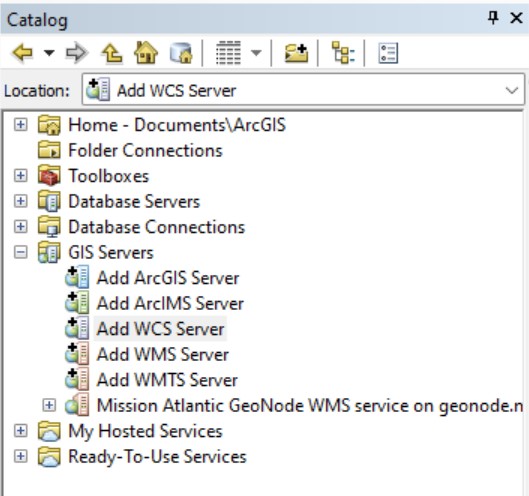 Catalog
Location: Add WCS Server
Home - Documents\ArcGIS
Folder Connections
Toolboxes
Database Servers
Database Connections
GIS Servers
Add ArcGIS Server
Add ArcIMS Server
Add WCS Server
Add WMS Server
Add WMTS Server
Mission Atlantic GeoNode WMS service on geonode.n
My Hosted Services
Ready-To-Use Services